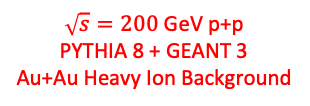 √s = 200 GeV p+p
PYTHIA 8 + GEANT 3
Au+Au Heavy Ion Background